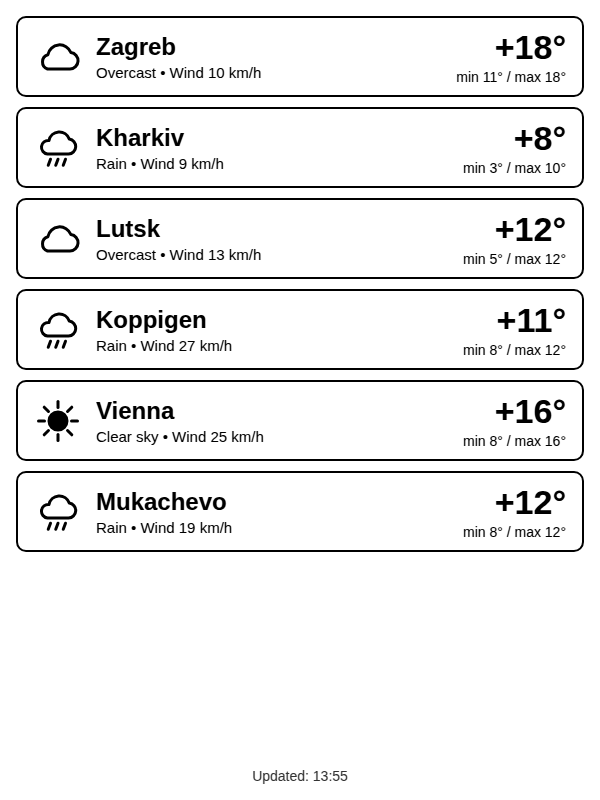 Zagreb
Overcast • Wind 10 km/h
+18°
min 11° / max 18°
Kharkiv
Rain • Wind 9 km/h
+8°
min 3° / max 10°
Lutsk
Overcast • Wind 13 km/h
+12°
min 5° / max 12°
Koppigen
Rain • Wind 27 km/h
+11°
min 8° / max 12°
Vienna
Clear sky • Wind 25 km/h
+16°
min 8° / max 16°
Mukachevo
Rain • Wind 19 km/h
+12°
min 8° / max 12°
Updated: 13:55